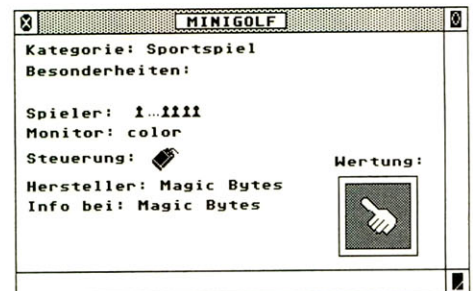 MINIGOLF
Kategorie: Sportspiel
Besonderheiten:
Spieler: 1...4
Monitor: color
Steuerung:
Wertung:
Hersteller: Magic Bytes
Info bei: Magic Bytes